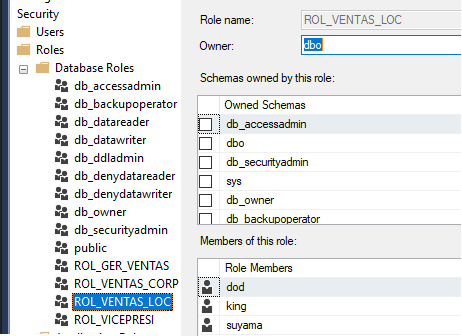 Security
Users
Roles
Database Roles
db_accessadmin
db_backupoperator
db_datareader
db_datawriter
db_ddladmin
db_denydatareader
db_denydatawriter
db_owner
db_securityadmin
public
ROL_GER_VENTAS
ROL_VENTAS_CORP
ROL_VENTAS_LOC
ROL_VICEPRESI
Role name:
ROL_VENTAS_LOC
Owner:
dbo
Schemas owned by this role:
Owned Schemas
db_accessadmin
dbo
db_securityadmin
sys
db_owner
db_backupoperator
Members of this role:
Role Members
dod
king
suyama